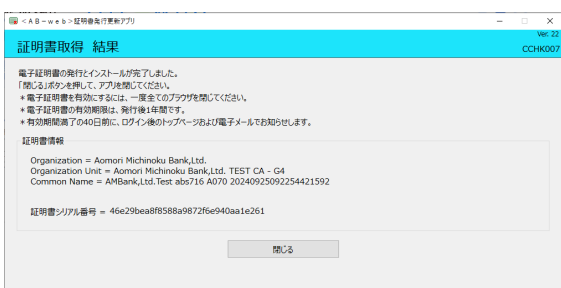 <AB-web>証明書発行更新アプリ
Ver. 22
証明書取得 結果
CCHK007
電子証明書の発行とインストールが完了しました。
「閉じる」ボタンを押して、アプリを閉じてください。
＊電子証明書を有効にするには、一度全てのブラウザを閉じてください。
＊電子証明書の有効期限は、発行後1年間です。
＊有効期間満了の40日前に、ログイン後のトップページおよび電子メールでお知らせします。
証明書情報
Organization = Aomori Michinoku Bank,Ltd.
Organization Unit = Aomori Michinoku Bank,Ltd. TEST CA - G4
Common Name = AMBank,Ltd.Test abs716 A070 20240925092254421592
証明書シリアル番号 = 46e29bea8f8588a9872f6e940aa1e261
閉じる